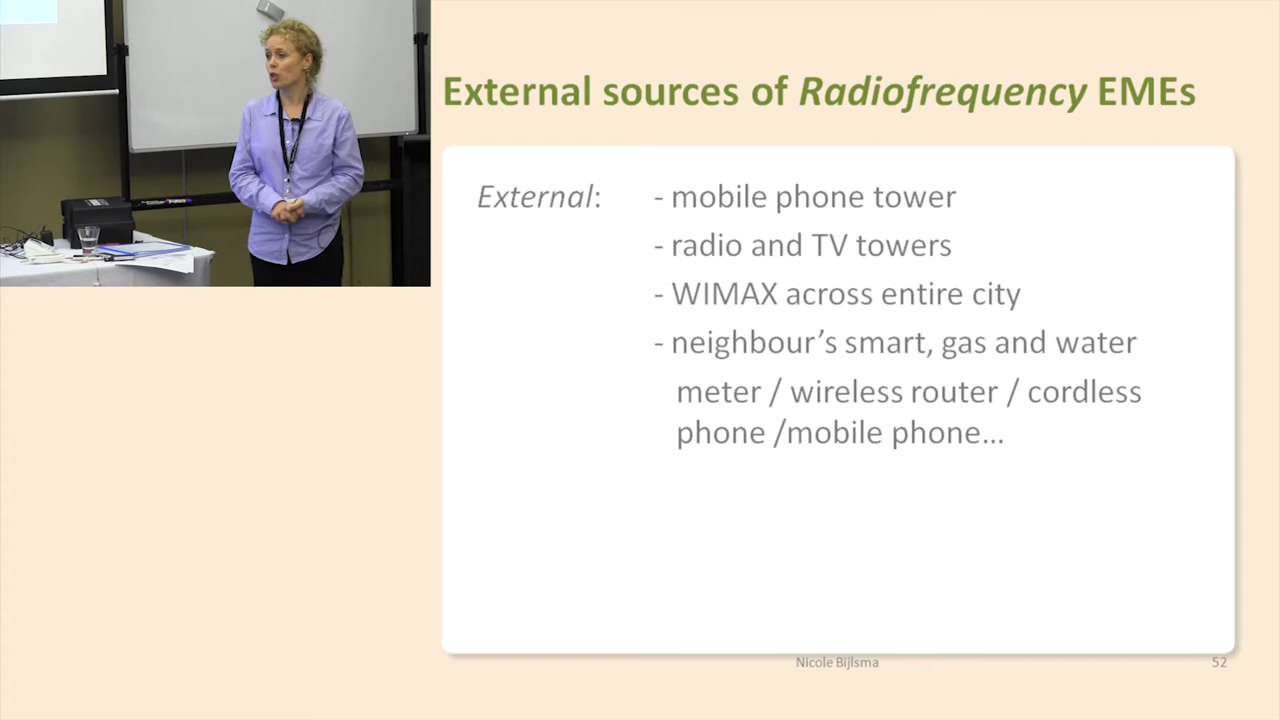 External sources of Radiofrequency EMEs
External: - mobile phone tower
- radio and TV towers
- WIMAX across entire city
- neighbour’s smart, gas and water
meter / wireless router / cordless
phone /mobile phone…
Nicole Bijlsma 52